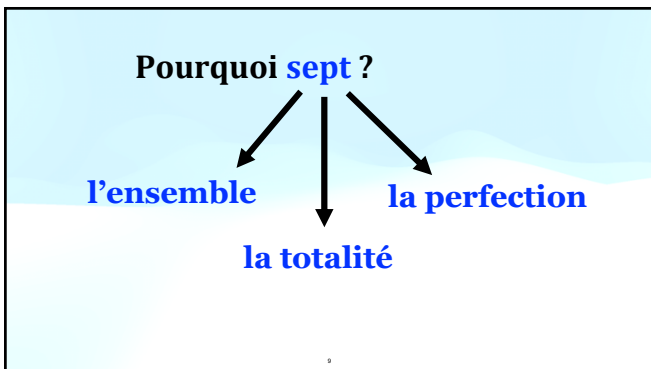 Pourquoi sept ?
l’ensemble
la perfection
la totalité
9